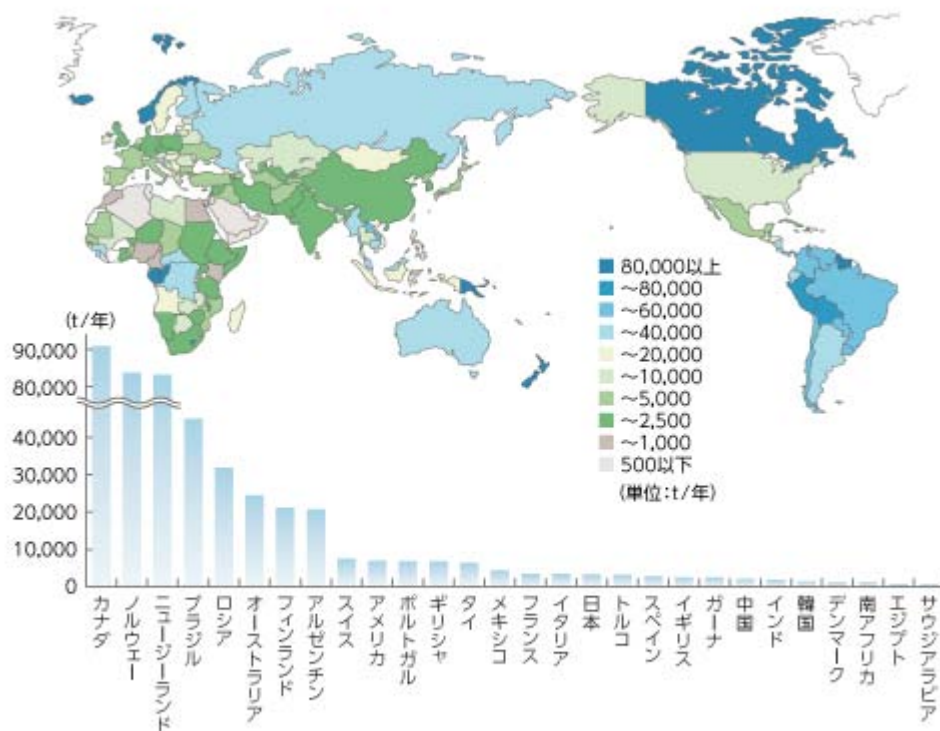 80,000以上
～80,000
～60,000
～40,000
～20,000
～10,000
～5,000
～2,500
～1,000
500以下
(単位：t/年)
(t/年)
90,000
80,000
40,000
30,000
20,000
10,000
0
カナダ
ノルウェー
ニュージーランド
ブラジル
ロシア
オーストラリア
フィンランド
アルゼンチン
スイス
アメリカ
ポルトガル
ギリシャ
タイ
メキシコ
フランス
イタリア
日本
トルコ
スペイン
イギリス
ガーナ
中国
インド
韓国
デンマーク
南アフリカ
エジプト
サウジアラビア